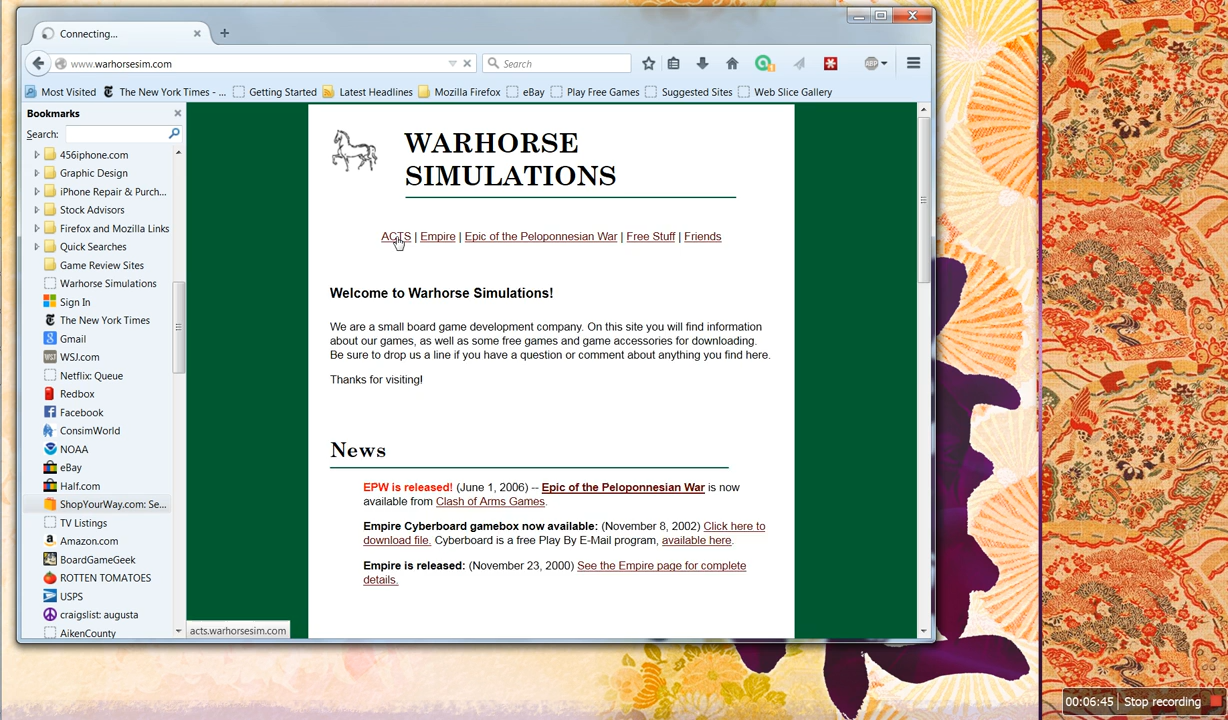 Connecting...
www.warhorsesim.com
Search
ABP
Most Visited The New York Times - ... Getting Started Latest Headlines Mozilla Firefox eBay Play Free Games Suggested Sites Web Slice Gallery
Bookmarks
Search:
456iphone.com
Graphic Design
iPhone Repair & Purch...
Stock Advisors
Firefox and Mozilla Links
Quick Searches
Game Review Sites
Warhorse Simulations
Sign In
The New York Times
Gmail
WSJ WSJ.com
Netflix: Queue
Redbox
Facebook
ConsimWorld
NOAA
eBay
Half.com
ShopYourWay.com: Se...
TV Listings
Amazon.com
BoardGameGeek
ROTTEN TOMATOES
USPS
craigslist: augusta
AikenCounty
WARHORSE
SIMULATIONS
ACTS | Empire | Epic of the Peloponnesian War | Free Stuff | Friends
Welcome to Warhorse Simulations!
We are a small board game development company. On this site you will find information
about our games, as well as some free games and game accessories for downloading.
Be sure to drop us a line if you have a question or comment about anything you find here.
Thanks for visiting!
News
EPW is released! (June 1, 2006) -- Epic of the Peloponnesian War is now
available from Clash of Arms Games.
Empire Cyberboard gamebox now available: (November 8, 2002) Click here to
download file. Cyberboard is a free Play By E-Mail program, available here.
Empire is released: (November 23, 2000) See the Empire page for complete
details.
acts.warhorsesim.com
00:06:45 | Stop recording